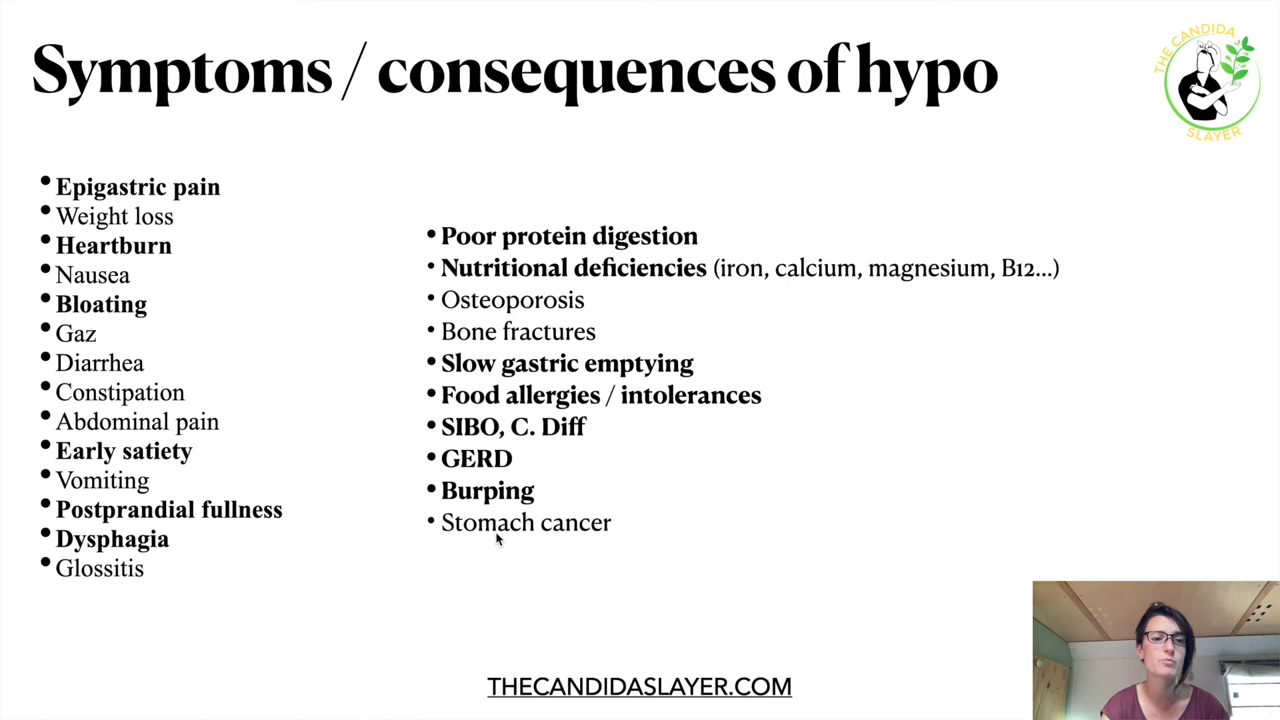 Symptoms / consequences of hypo
THE CANDIDA
SLAYER
• Epigastric pain
• Weight loss
• Heartburn
• Nausea
• Bloating
• Gaz
• Diarrhea
• Constipation
• Abdominal pain
• Early satiety
• Vomiting
• Postprandial fullness
• Dysphagia
• Glossitis
• Poor protein digestion
• Nutritional deficiencies (iron, calcium, magnesium, B12...)
• Osteoporosis
• Bone fractures
• Slow gastric emptying
• Food allergies / intolerances
• SIBO, C. Diff
• GERD
• Burping
• Stomach cancer
THECANDIDASLAYER.COM